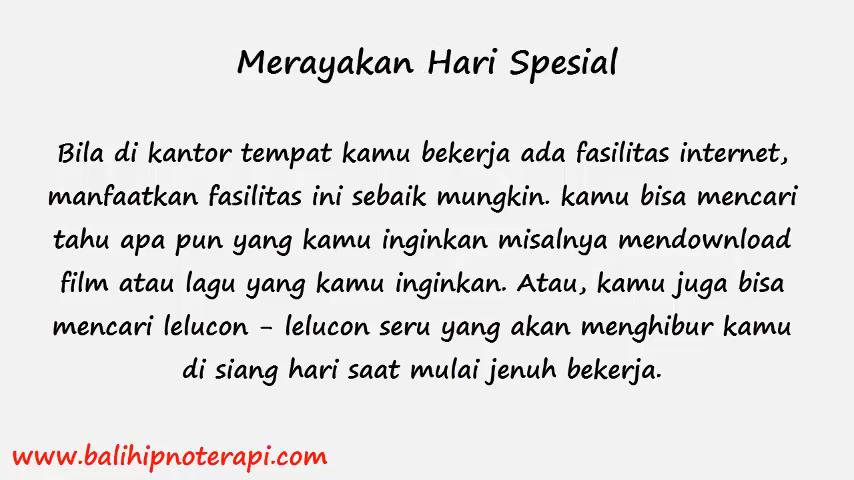 Merayakan Hari Spesial
Bila di kantor tempat kamu bekerja ada fasilitas internet,
manfaatkan fasilitas ini sebaik mungkin. kamu bisa mencari
tahu apa pun yang kamu inginkan misalnya mendownload
film atau lagu yang kamu inginkan. Atau, kamu juga bisa
mencari lelucon - lelucon seru yang akan menghibur kamu
di siang hari saat mulai jenuh bekerja.
www.balihipnoterapi.com